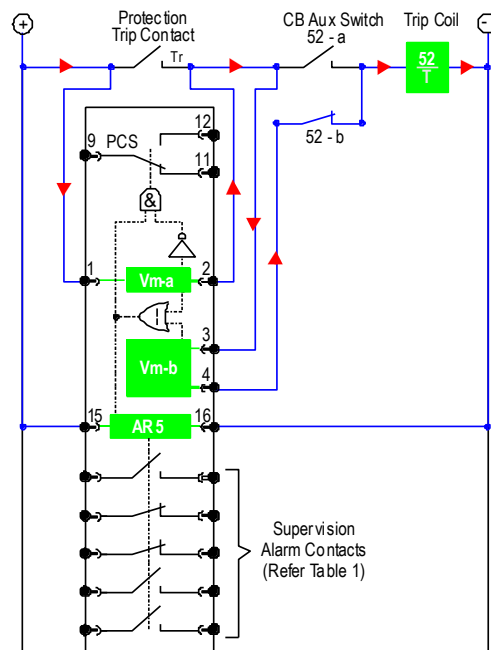 +
-
Protection
Trip Contact
Tr
CB Aux Switch
52 - a
Trip Coil
52
T
52 - b
12
9
PCS
11
&
1
Vm-a
2
3
Vm-b
4
15
AR 5
16
Supervision
Alarm Contacts
(Refer Table 1)